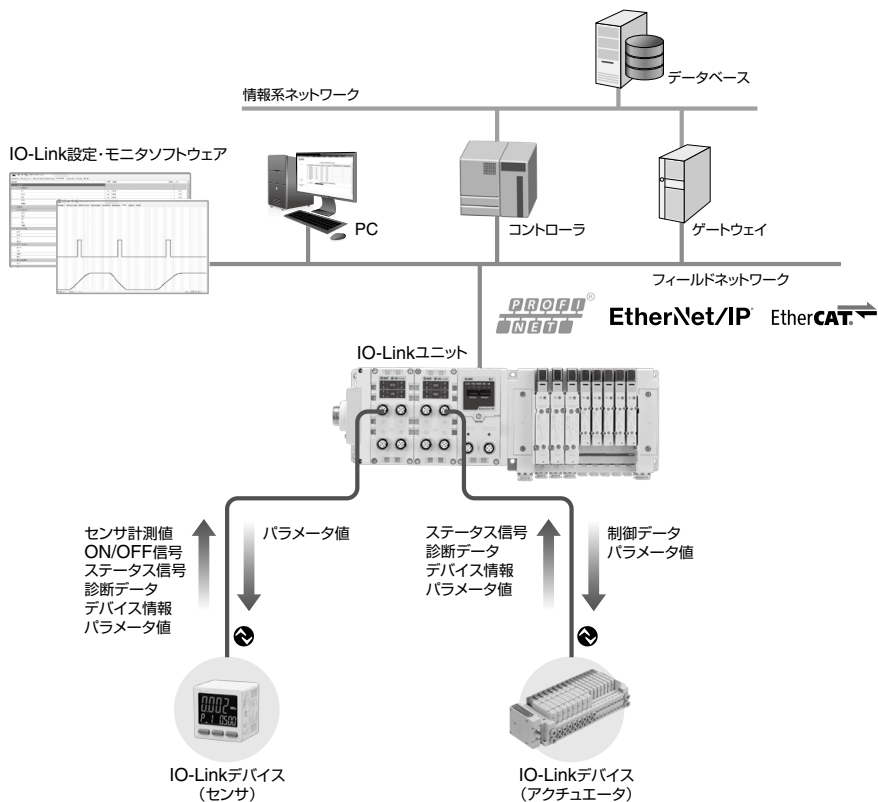 データベース
情報系ネットワーク
IO-Link設定・モニタソフトウェア
PC
コントローラ
ゲートウェイ
フィールドネットワーク
PROFI
NET
®
EtherNet/IP
EtherCAT®
IO-Linkユニット
センサ計測値
ON/OFF信号
ステータス信号
診断データ
デバイス情報
パラメータ値
パラメータ値
ステータス信号
診断データ
デバイス情報
パラメータ値
制御データ
パラメータ値
0.002
P_1 0.500
IO-Linkデバイス
（センサ）
IO-Linkデバイス
（アクチュエータ）